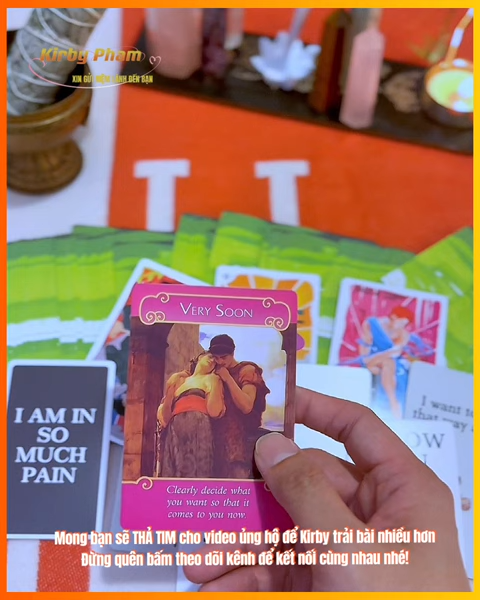 Kirby Pham
XIN GỬI
ĐẾN BẠN
VERY SOON
Clearly decide what
you want so that it
comes to you now.
I AM IN
SO
MUCH
PAIN
I want to
that way a
Mong bạn sẽ THẢ TIM cho video ủng hộ để Kirby trải bài nhiều hơn
Đừng quên bấm theo dõi kênh để kết nối cùng nhau nhé!